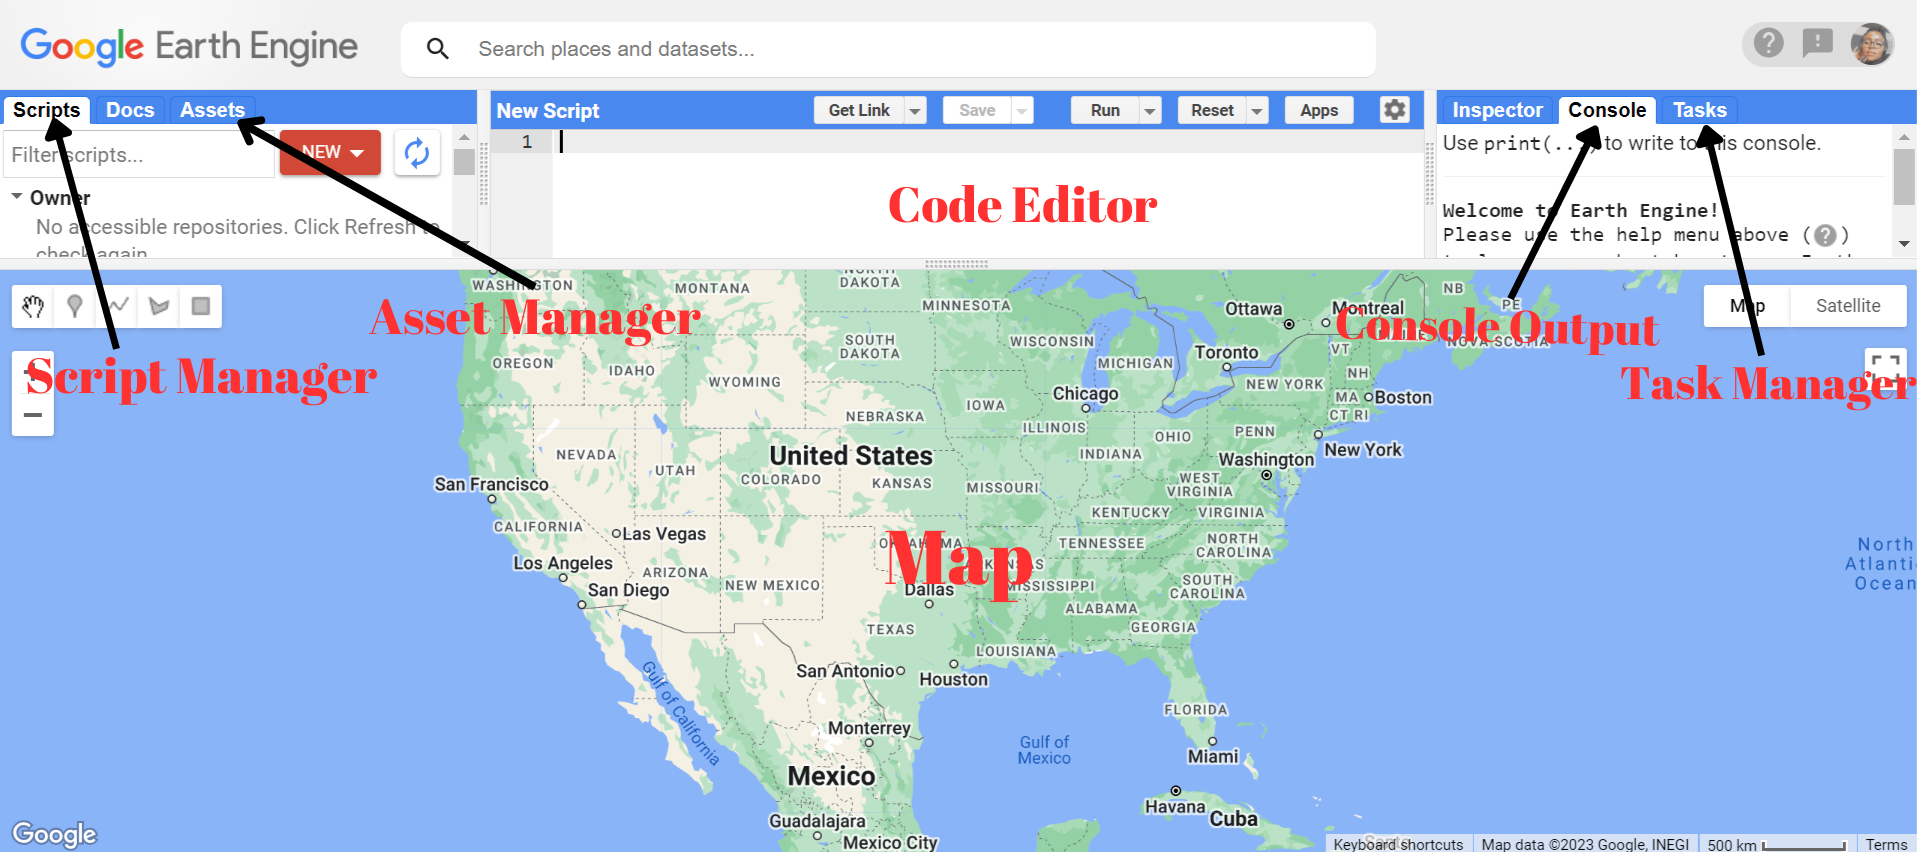 Google Earth Engine
Search places and datasets...
Scripts
Docs
Assets
Filter scripts...
NEW
Owner
No accessible repositories. Click Refresh to
check again
New Script
Get Link
Save
Run
Reset
Apps
1
Code Editor
Inspector
Console
Tasks
Use print(...) to write to this console.
Welcome to Earth Engine!
Please use the help menu above (?)
Asset Manager
Script Manager
Console Output
Task Manager
Map
Satellite
WASHINGTON
MONTANA
NORTH
DAKOTA
MINNESOTA
Ottawa
Montreal
NB
PE
NOVA SCOTIA
MAINE
OREGON
IDAHO
SOUTH
DAKOTA
WISCONSIN
MICHIGAN
Toronto
VT
NH
WYOMING
NEBRASKA
IOWA
Chicago
NEW YORK
MA
Boston
CT RI
ILLINOIS
OHIO
PENN
New York
NEVADA
UTAH
United States
COLORADO
KANSAS
MISSOURI
INDIANA
Washington
WEST
VIRGINIA
San Francisco
CALIFORNIA
Las Vegas
KENTUCKY
VIRGINIA
Map
OKLAHOMA
ARKANSAS
TENNESSEE
NORTH
CAROLINA
Los Angeles
ARIZONA
NEW MEXICO
San Diego
Dallas
MISSISSIPPI
SOUTH
CAROLINA
ALABAMA
GEORGIA
TEXAS
LOUISIANA
San Antonio
Houston
North
Atlanti
Ocean
Gulf of California
FLORIDA
Monterrey
Gulf of
Mexico
Miami
Mexico
Havana
Cuba
Guadalajara
Mexico City
Google
Keyboard shortcuts
Map data ©2023 Google, INEGI
500 km
Terms